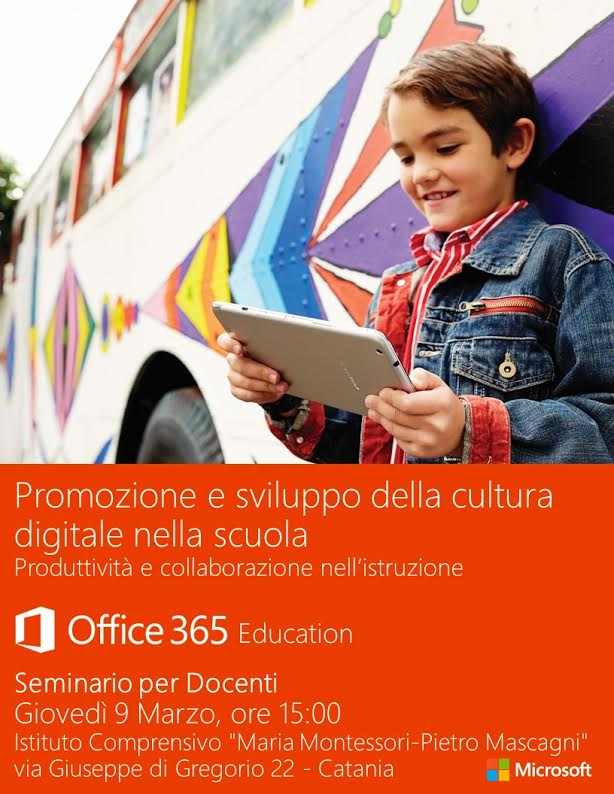 Promozione e sviluppo della cultura
digitale nella scuola
Produttività e collaborazione nell'istruzione
Office 365 Education
Seminario per Docenti
Giovedì 9 Marzo, ore 15:00
Istituto Comprensivo "Maria Montessori-Pietro Mascagni"
via Giuseppe di Gregorio 22 - Catania
Microsoft